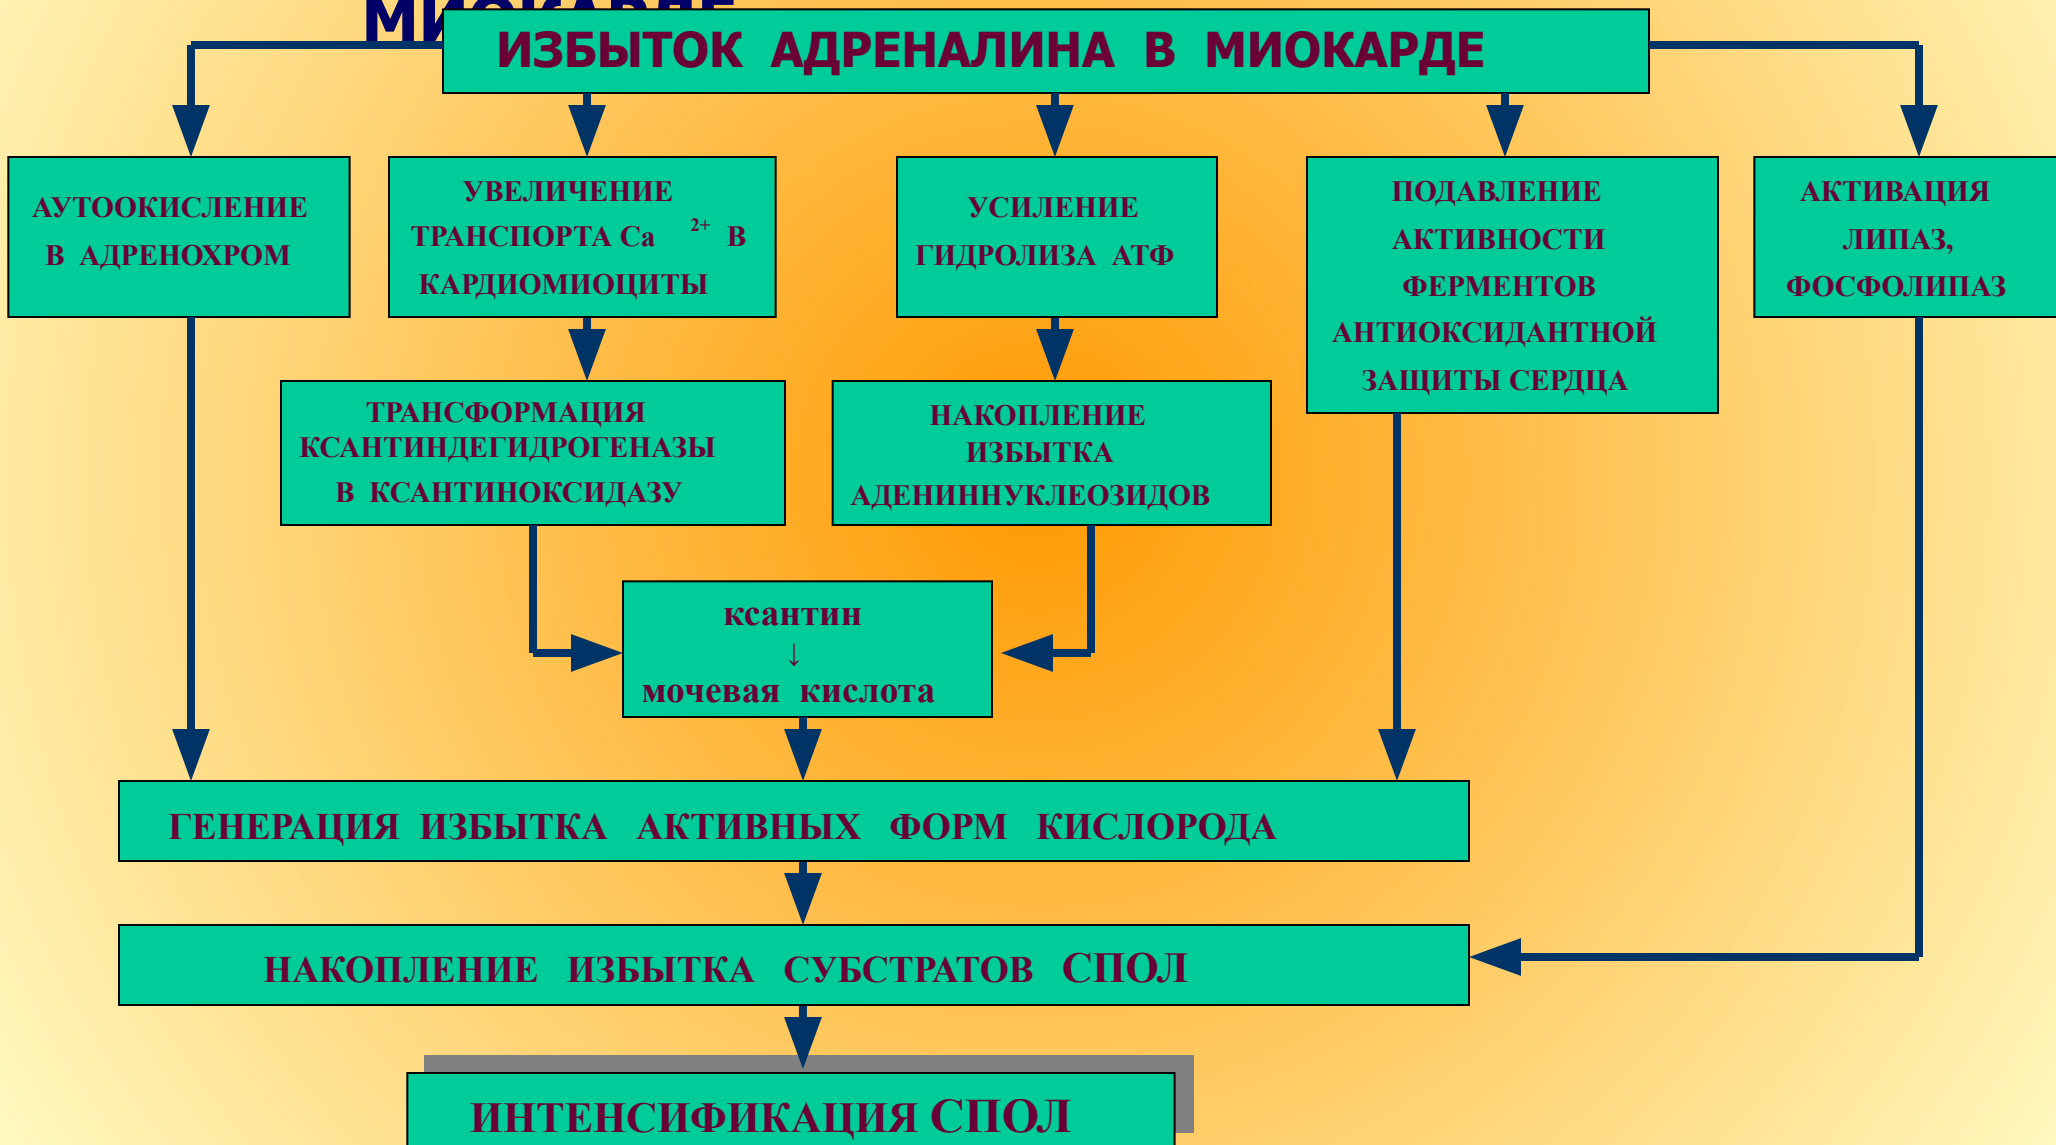 МИОКАРДЕ
ИЗБЫТОК АДРЕНАЛИНА В МИОКАРДЕ
АУТООКИСЛЕНИЕ
В АДРЕНОХРОМ
УВЕЛИЧЕНИЕ
ТРАНСПОРТА Са 2+ В
КАРДИОМИОЦИТЫ
УСИЛЕНИЕ
ГИДРОЛИЗА АТФ
ПОДАВЛЕНИЕ
АКТИВНОСТИ
ФЕРМЕНТОВ
АНТИОКСИДАНТНОЙ
ЗАЩИТЫ СЕРДЦА
АКТИВАЦИЯ
ЛИПАЗ,
ФОСФОЛИПАЗ
ТРАНСФОРМАЦИЯ
КСАНТИНДЕГИДРОГЕНАЗЫ
В КСАНТИНОКСИДАЗУ
НАКОПЛЕНИЕ
ИЗБЫТКА
АДЕНИННУКЛЕОЗИДОВ
ксантин
↓
мочевая кислота
ГЕНЕРАЦИЯ ИЗБЫТКА АКТИВНЫХ ФОРМ КИСЛОРОДА
НАКОПЛЕНИЕ ИЗБЫТКА СУБСТРАТОВ СПОЛ
ИНТЕНСИФИКАЦИЯ СПОЛ